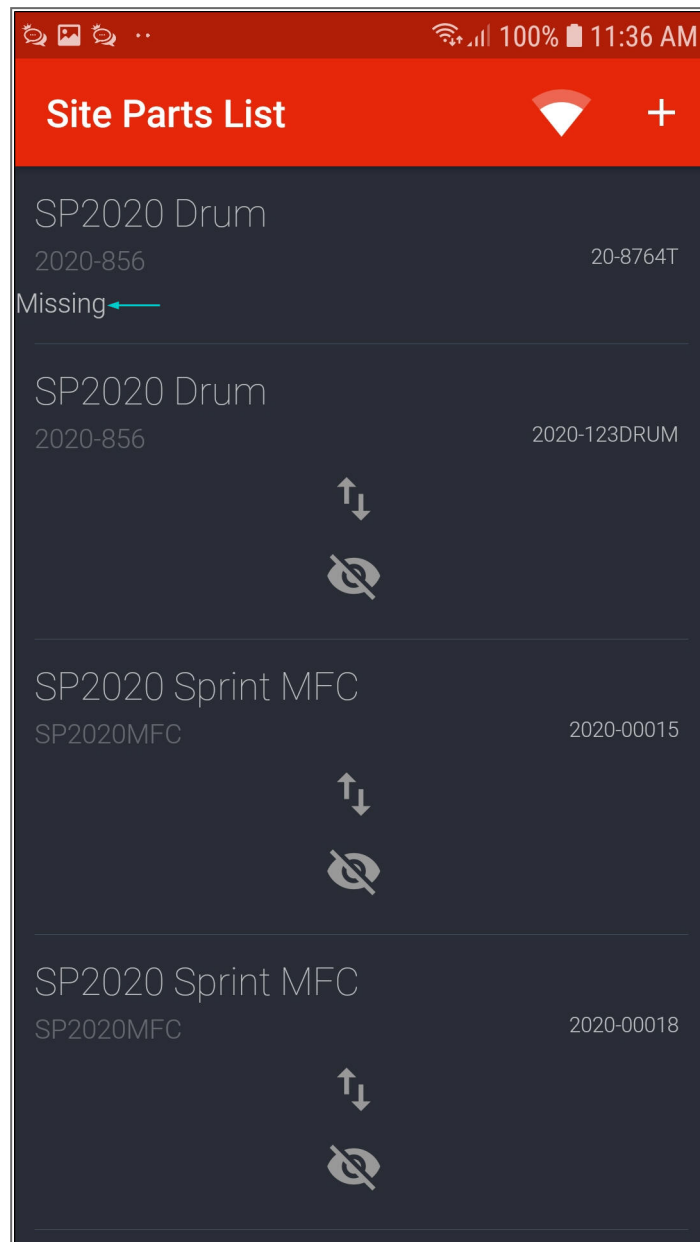 100% 11:36 AM
Site Parts List
SP2020 Drum
2020-856
20-8764T
Missing
SP2020 Drum
2020-856
2020-123DRUM
SP2020 Sprint MFC
SP2020MFC
2020-00015
SP2020 Sprint MFC
SP2020MFC
2020-00018